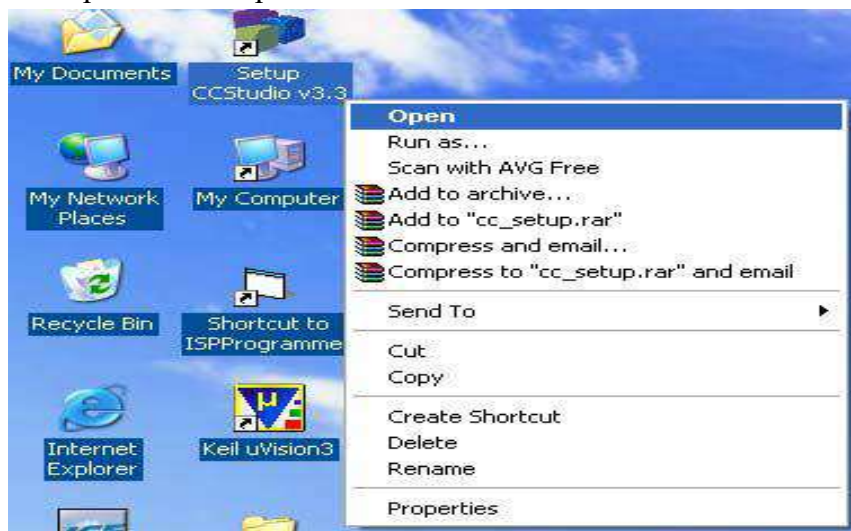 My Documents
Setup
CCStudio v3.3
My Network
Places
My Computer
Recycle Bin
Shortcut to
ISPProgramme
Internet
Explorer
Keil uVision3
Open
Run as...
Scan with AVG Free
Add to archive...
Add to "cc_setup.rar"
Compress and email...
Compress to "cc_setup.rar" and email
Send To
Cut
Copy
Create Shortcut
Delete
Rename
Properties